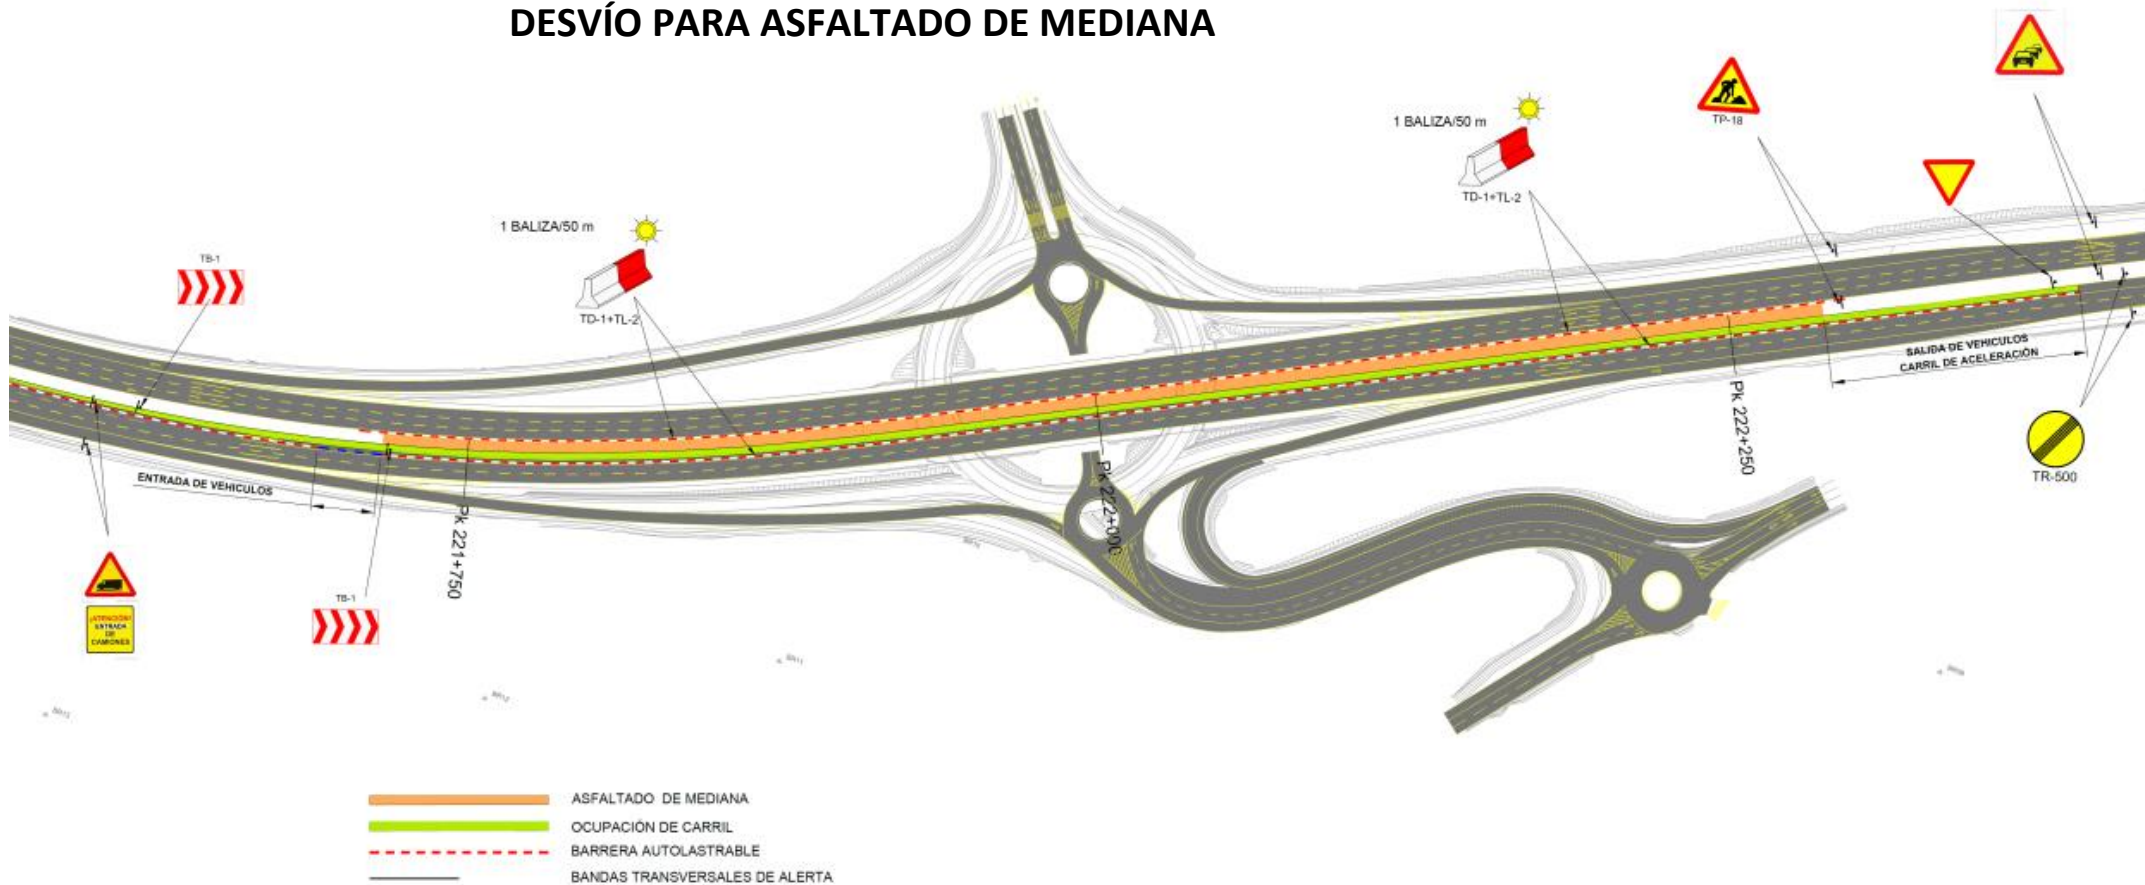 DESVÍO PARA ASFALTADO DE MEDIANA
1 BALIZA/50 m
TP-18
1 BALIZA/50 m
TD-1+TL-2
TB-1
TD-1+TL-2
SALIDA DE VEHICULOS
CARRIL DE ACELERACIÓN
Pk 222+250
TR-500
ENTRADA DE VEHICULOS
Pk 221+750
Pk 222+000
¡ATENCION!
ENTRADA
DE
CAMIONES
TB-1
ASFALTADO DE MEDIANA
OCUPACIÓN DE CARRIL
BARRERA AUTOLASTRABLE
BANDAS TRANSVERSALES DE ALERTA